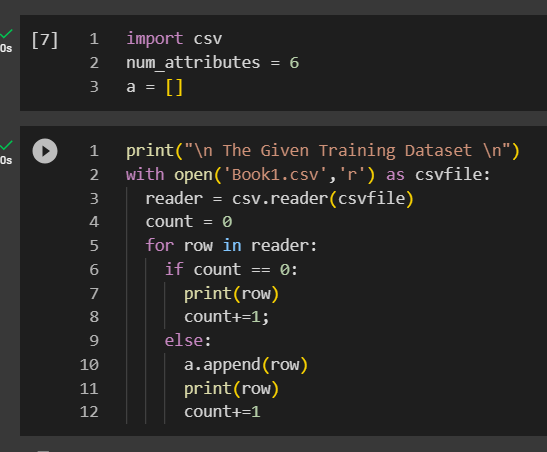 [7] 1 import csv
2 num_attributes = 6
0s
3 a = []
1 print("\n The Given Training Dataset \n")
0s
2 with open('Book1.csv','r') as csvfile:
3 reader = csv.reader(csvfile)
4 count = 0
5 for row in reader:
6 if count == 0:
7 print(row)
8 count+=1;
9 else:
10 a.append(row)
11 print(row)
12 count+=1